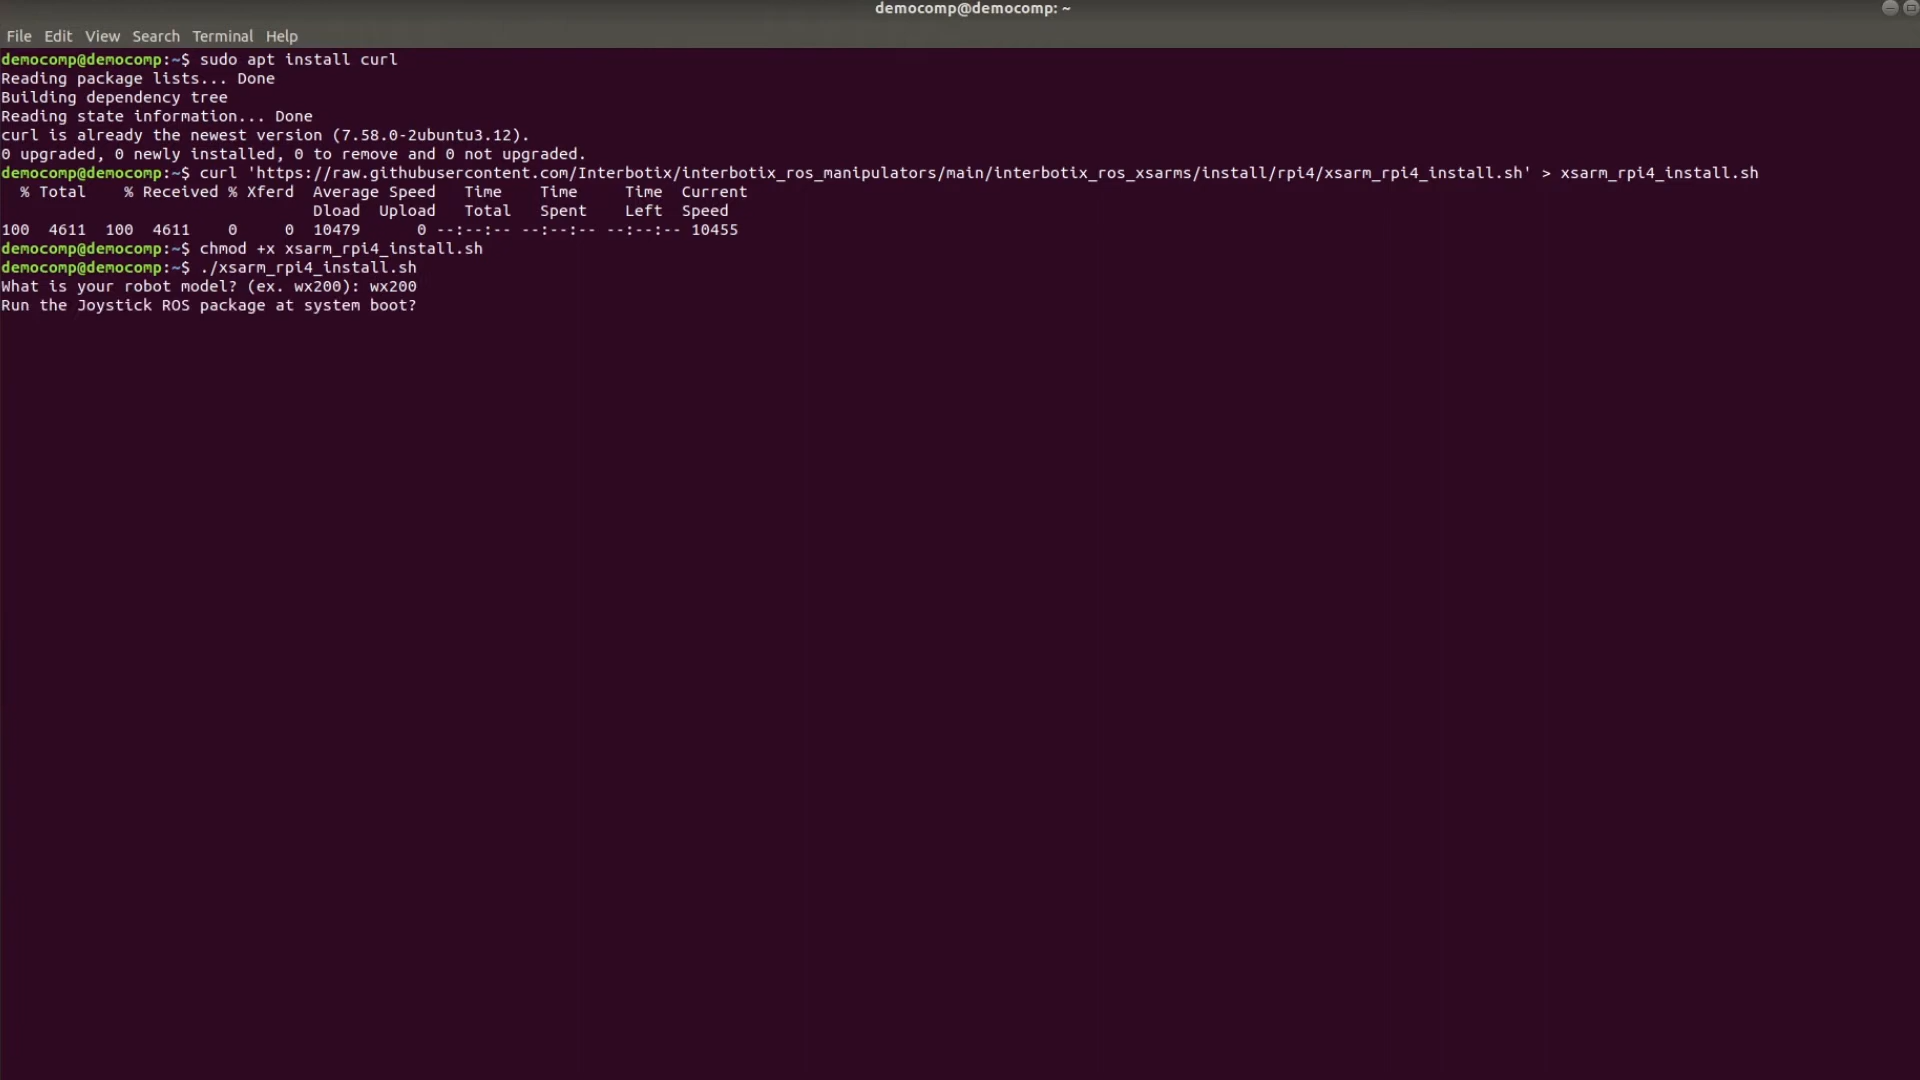 democomp@democomp: ~
File Edit View Search Terminal Help
democomp@democomp:~$ sudo apt install curl
Reading package lists... Done
Building dependency tree
Reading state information... Done
curl is already the newest version (7.58.0-2ubuntu3.12).
0 upgraded, 0 newly installed, 0 to remove and 0 not upgraded.
democomp@democomp:~$ curl 'https://raw.githubusercontent.com/Interbotix/interbotix_ros_manipulators/main/interbotix_ros_xsarms/install/rpi4/xsarm_rpi4_install.sh' > xsarm_rpi4_install.sh
  % Total    % Received % Xferd  Average Speed   Time    Time     Time  Current
                                 Dload  Upload   Total   Spent    Left  Speed
100  4611  100  4611    0     0  10479      0 --:--:-- --:--:-- --:--:-- 10455
democomp@democomp:~$ chmod +x xsarm_rpi4_install.sh
democomp@democomp:~$ ./xsarm_rpi4_install.sh
What is your robot model? (ex. wx200): wx200
Run the Joystick ROS package at system boot?